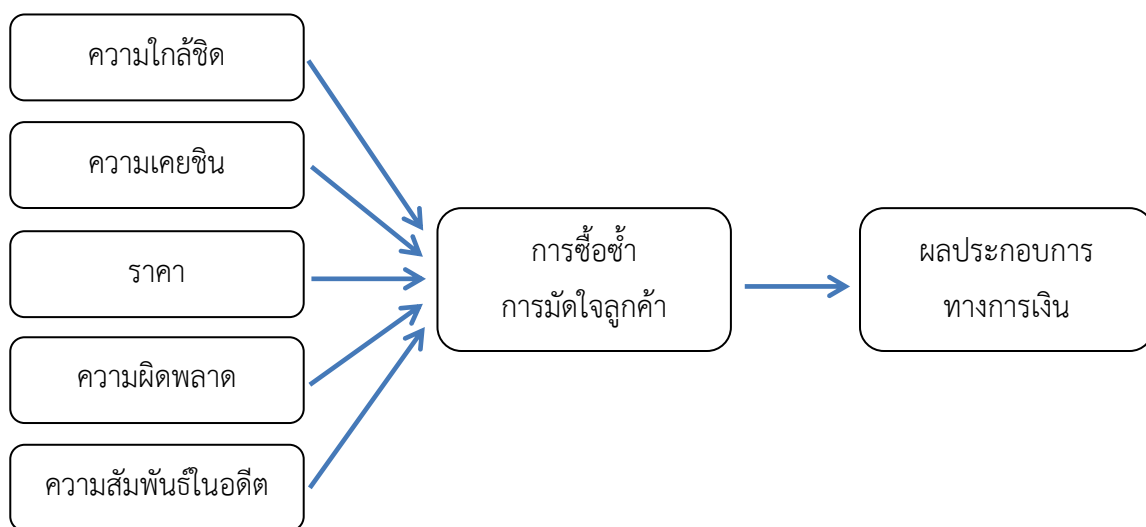 ความใกล้ชิด
ความเคยชิน
ราคา
ความผิดพลาด
ความสัมพันธ์ในอดีต
การซื้อซ้ำ
การมัดใจลูกค้า
ผลประกอบการ
ทางการเงิน